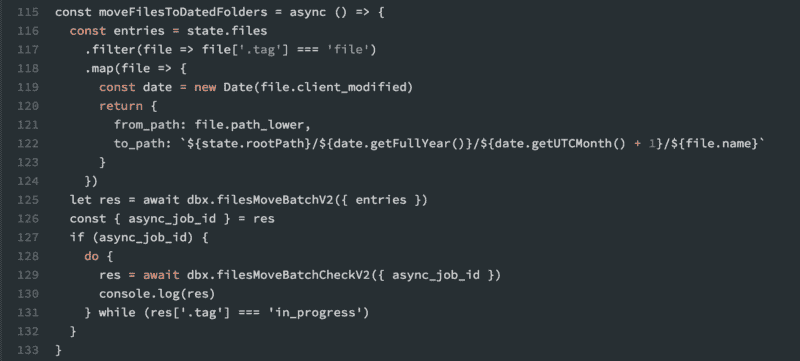 115 const moveFilesToDatedFolders = async () => {
116   const entries = state.files
117     .filter(file => file['.tag'] === 'file')
118     .map(file => {
119       const date = new Date(file.client_modified)
120       return {
121         from_path: file.path_lower,
122         to_path: `${state.rootPath}/${date.getFullYear()}/${date.getUTCMonth() + 1}/${file.name}`
123       }
124     })
125   let res = await dbx.filesMoveBatchV2({ entries })
126   const { async_job_id } = res
127   if (async_job_id) {
128     do {
129       res = await dbx.filesMoveBatchCheckV2({ async_job_id })
130       console.log(res)
131     } while (res['.tag'] === 'in_progress')
132   }
133 }